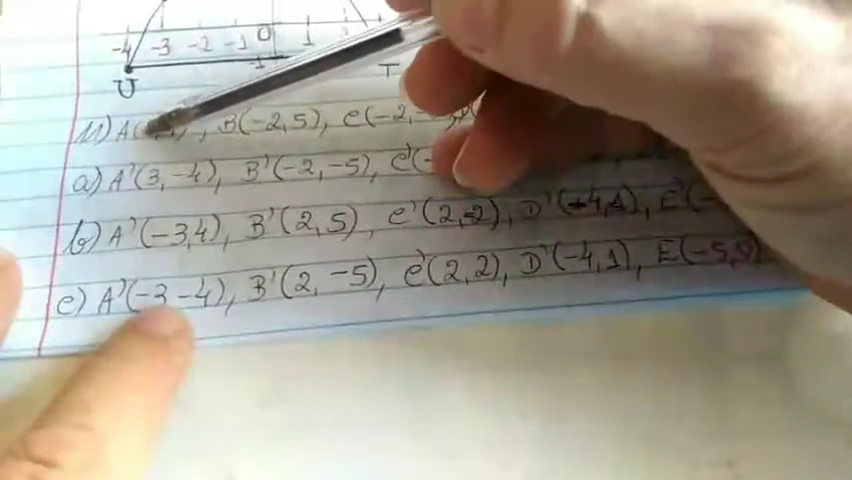 -4 -3 -2 -1 0 1
-1
U T
11) A(, B(-2,5), C(-2,
a) A'(3,-4), B'(-2,-5), C'(-
b) A'(-3,4), B'(2,5), C'(2,-2), D'(-4,1), E'(-
c) A'(-3-4), B'(2,-5), C'(2,2), D'(-4,1), E(-5,0)